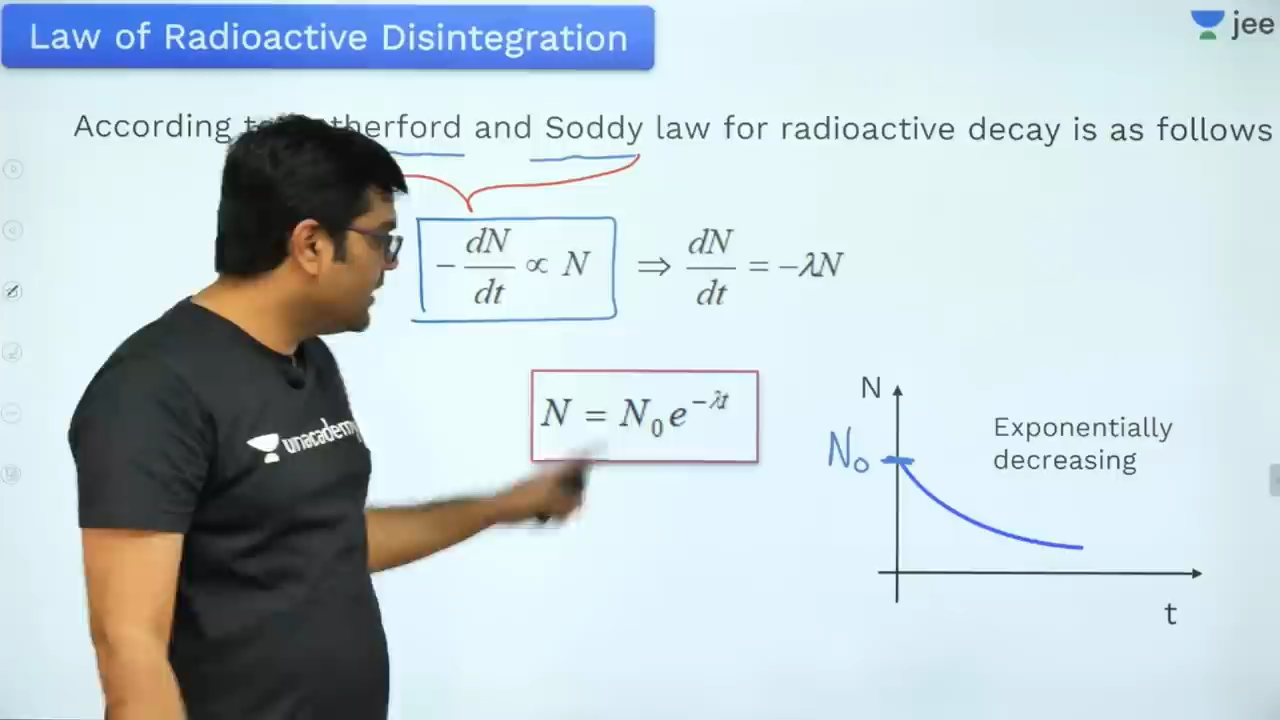 Law of Radioactive Disintegration
jee
According therford and Soddy law for radioactive decay is as follows
- dN/dt ∝ N ⇒ dN/dt = -λN
N = N₀e^{-λt}
N
N₀
Exponentially
decreasing
t
unacademy